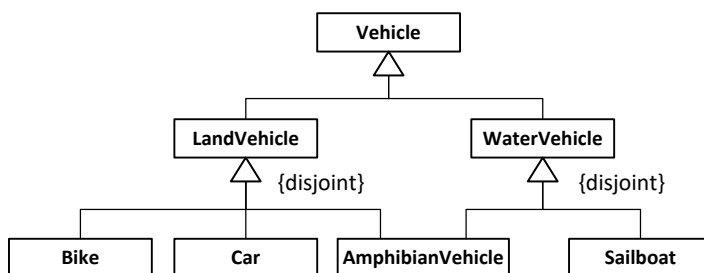 Vehicle
LandVehicle
WaterVehicle
{disjoint}
{disjoint}
Bike
Car
AmphibianVehicle
Sailboat